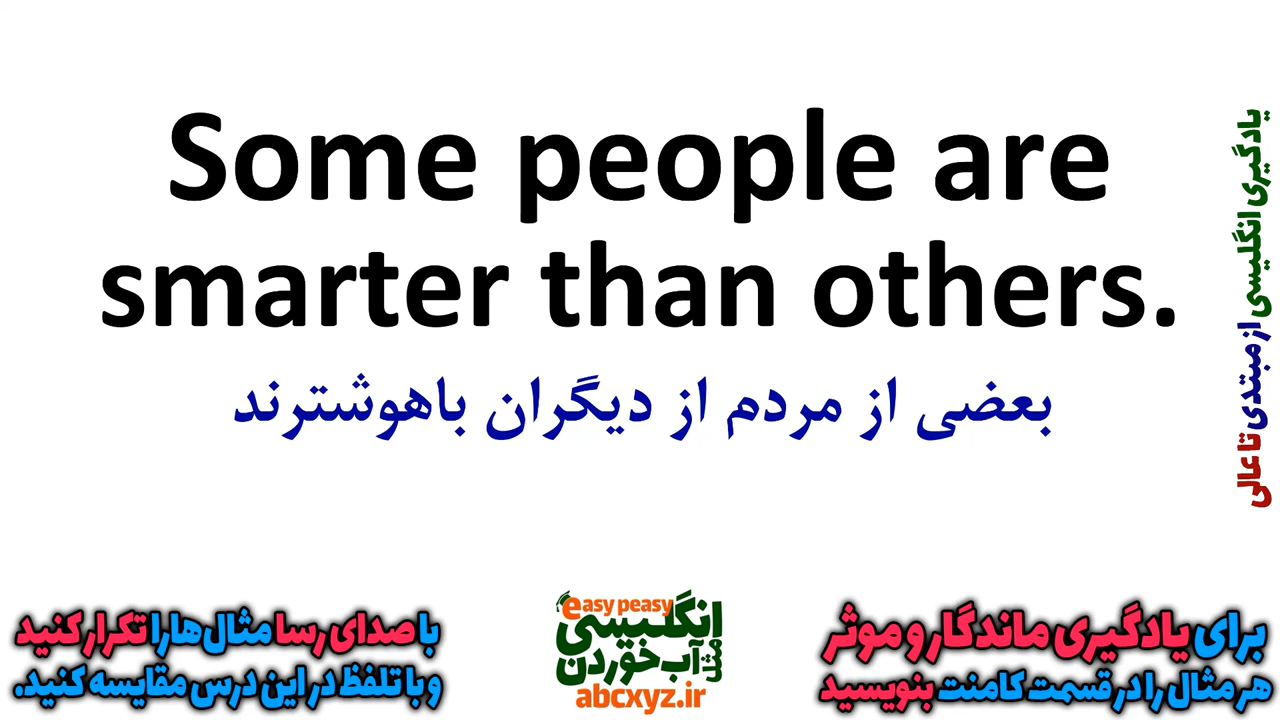 Some people are
smarter than others.
بعضی از مردم از دیگران باهوشترند
یادگیری انگلیسی از مبتدی تا عالی
برای یادگیری ماندگار و موثر
هر مثال را در قسمت کامنت بنویسید
easy peasy
انگلیسی
مثل
آب خوردن
abcxyz.ir
با صدای رسا مثال‌ها را تکرار کنید
و با تلفظ در این درس مقایسه کنید.